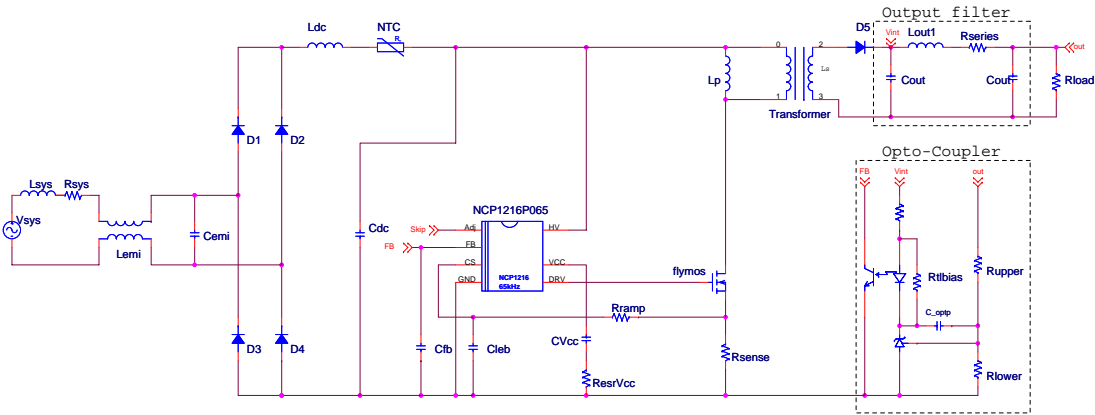 Output filter
Ldc
NTC
R
D5
Vint
Lout1
Rseries
out
0
2
Lp
Ls
Cout
Cout
Rload
1
3
Transformer
D1
D2
Opto-Coupler
FB
Vint
out
Lsys
Rsys
Vsys
Cemi
Lemi
Cdc
NCP1216P065
Skip
Adj
HV
FB
FB
CS
VCC
GND
DRV
NCP1216
65kHz
flymos
Rtlbias
Rupper
Rramp
C_optp
D3
D4
Cfb
Cleb
CVcc
Rsense
ResrVcc
Rlower